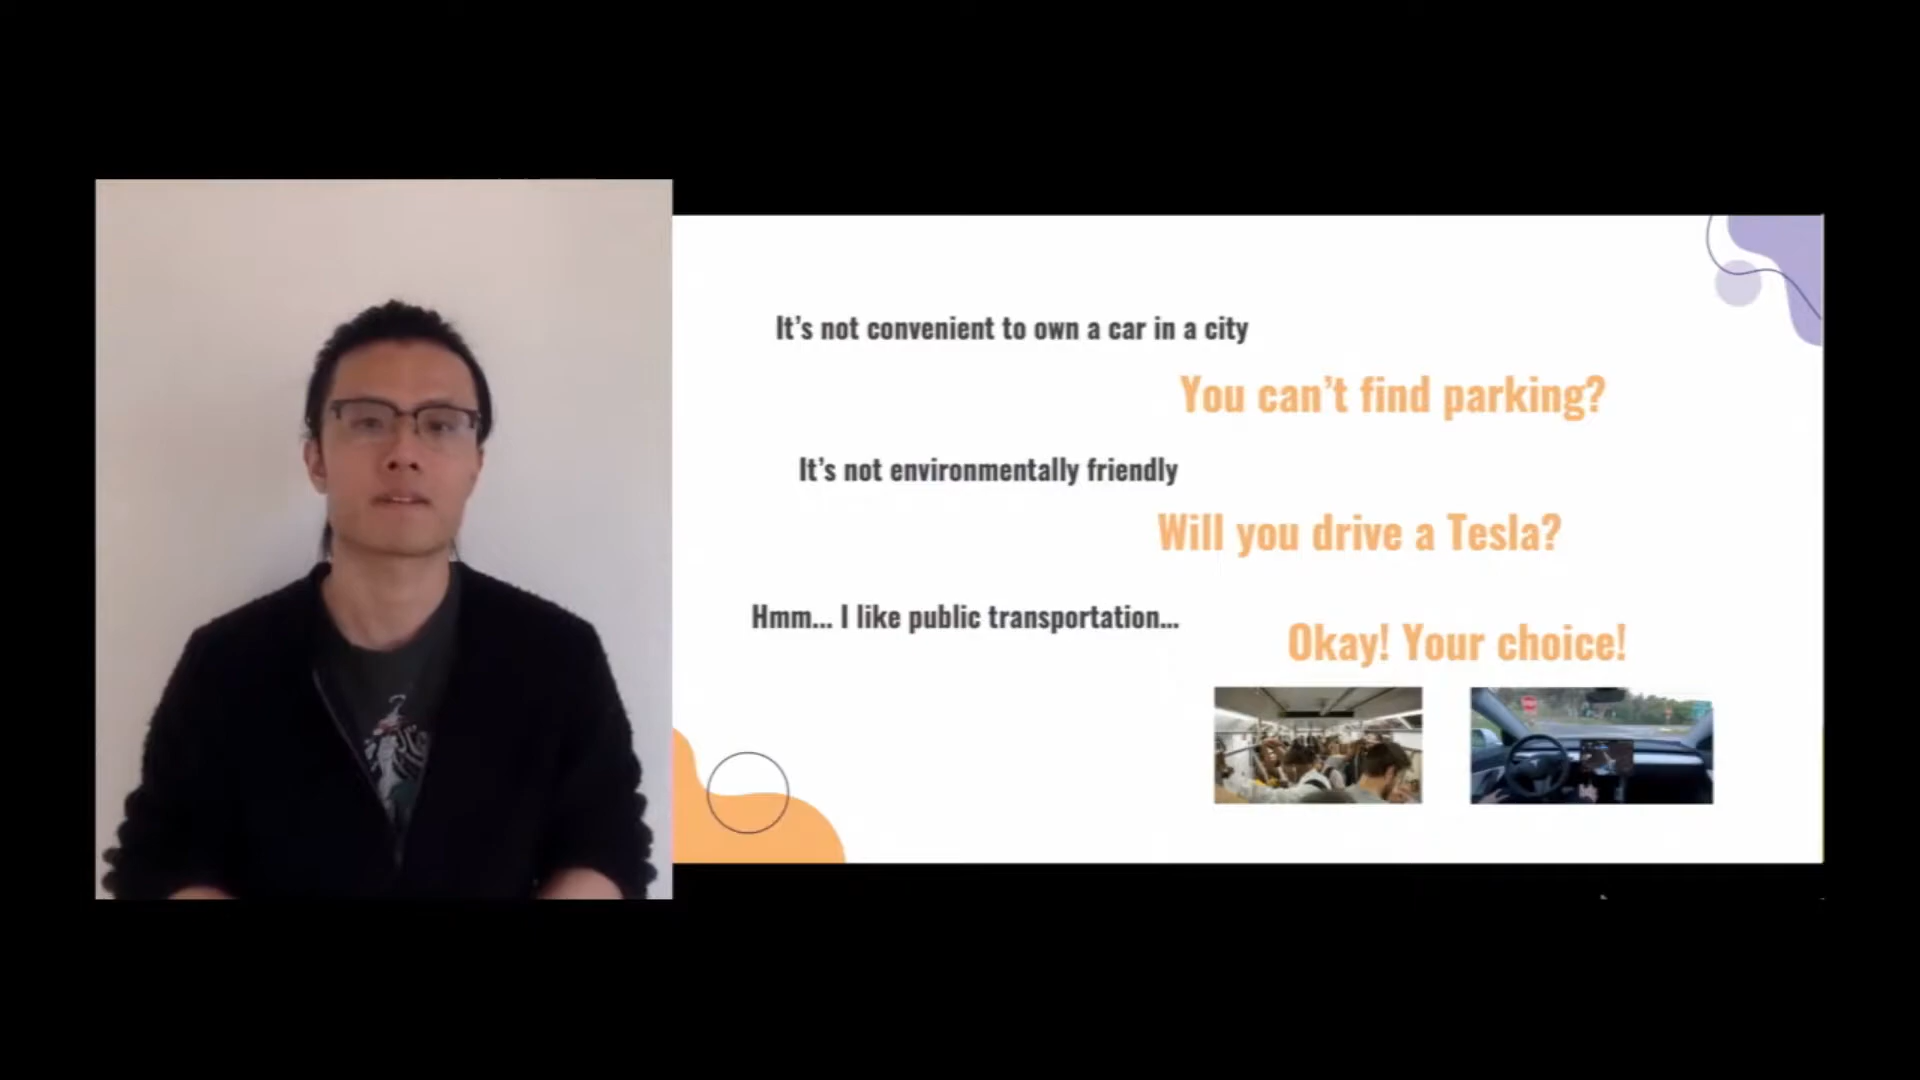 It's not convenient to own a car in a city
You can't find parking?
It's not environmentally friendly
Will you drive a Tesla?
Hmm... I like public transportation...
Okay! Your choice!